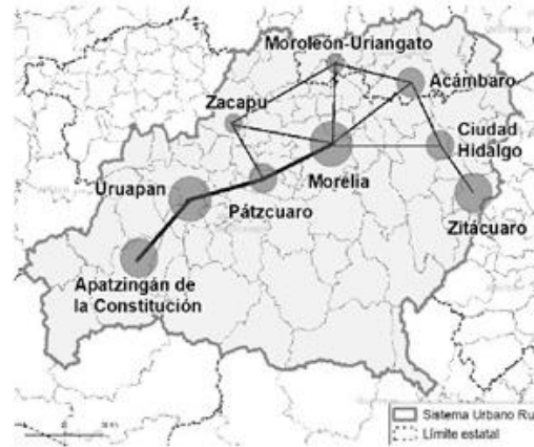 Moroleón-Uriangato
Acámbaro
Zacapu
Ciudad
Hidalgo
Uruapan
Morelia
Pátzcuaro
Zitácuaro
Apatzingán de
la Constitución
Sistema Urbano Ru
Límite estatal